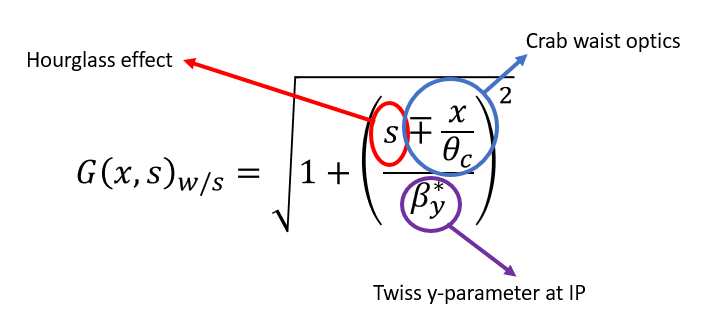 Crab waist optics
Hourglass effect
G(x, s)w/s = √1 + (s ∓ x/θc / β*y)2
Twiss y-parameter at IP